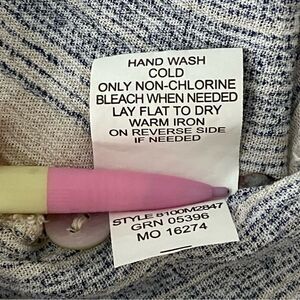 HAND WASH
COLD
ONLY NON-CHLORINE
BLEACH WHEN NEEDED
LAY FLAT TO DRY
WARM IRON
ON REVERSE SIDE
IF NEEDED
STYLE 8100M2847
GRN 05396
MO 16274